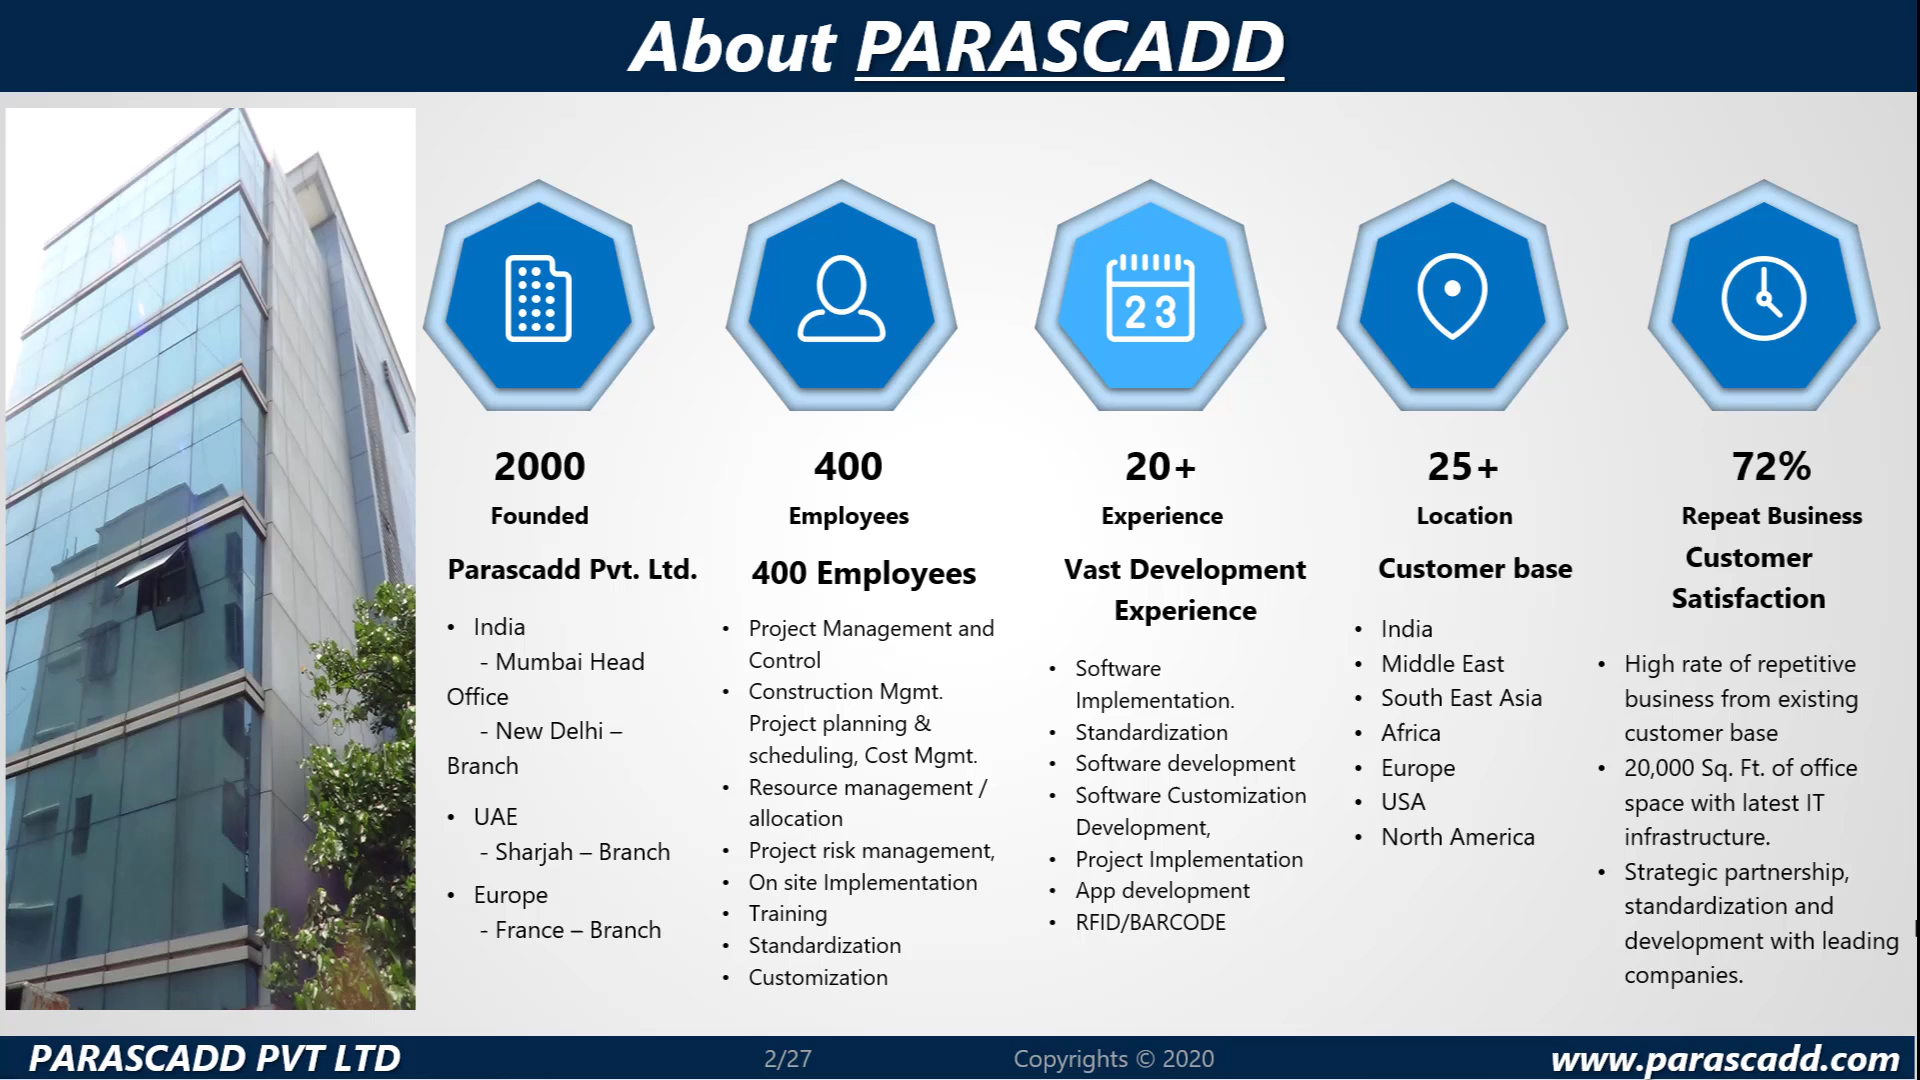 About PARASCADD
23
2000
Founded
Parascadd Pvt. Ltd.
• India
- Mumbai Head
Office
- New Delhi –
Branch
• UAE
- Sharjah – Branch
• Europe
- France – Branch
400
Employees
400 Employees
• Project Management and
Control
• Construction Mgmt.
Project planning &
scheduling, Cost Mgmt.
• Resource management /
allocation
• Project risk management,
• On site Implementation
• Training
• Standardization
• Customization
20+
Experience
Vast Development
Experience
• Software
Implementation.
• Standardization
• Software development
• Software Customization
Development,
• Project Implementation
• App development
• RFID/BARCODE
25+
Location
Customer base
• India
• Middle East
• South East Asia
• Africa
• Europe
• USA
• North America
72%
Repeat Business
Customer
Satisfaction
• High rate of repetitive
business from existing
customer base
• 20,000 Sq. Ft. of office
space with latest IT
infrastructure.
• Strategic partnership,
standardization and
development with leading
companies.
PARASCADD PVT LTD
2/27
Copyrights © 2020
www.parascadd.com